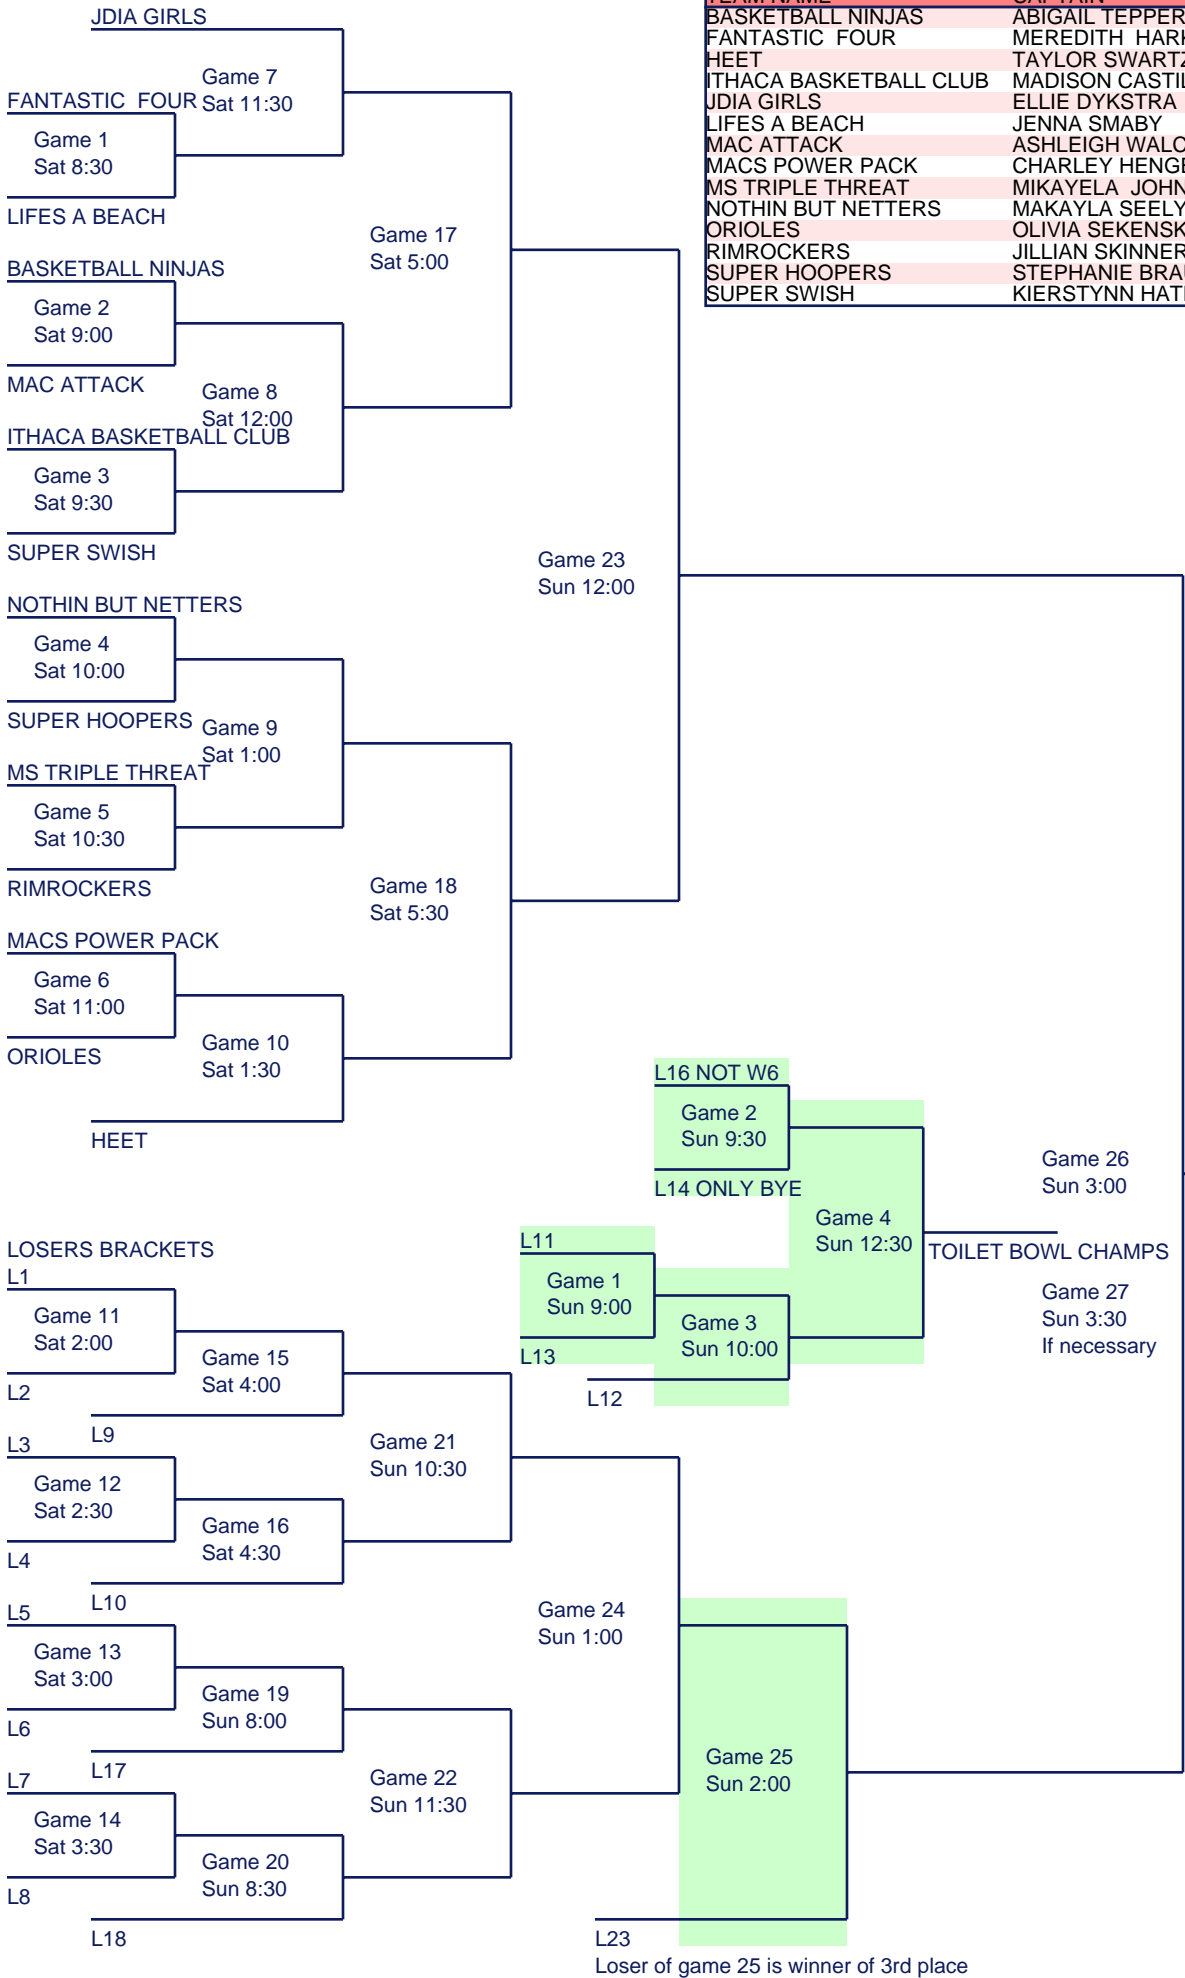 JDIA GIRLS
Game 7
Sat 11:30
FANTASTIC  FOUR
Game 1
Sat 8:30
LIFES A BEACH
Game 17
Sat 5:00
BASKETBALL NINJAS
Game 2
Sat 9:00
MAC ATTACK
Game 8
Sat 12:00
ITHACA BASKETBALL CLUB
Game 3
Sat 9:30
SUPER SWISH
Game 23
Sun 12:00
NOTHIN BUT NETTERS
Game 4
Sat 10:00
SUPER HOOPERS
Game 9
Sat 1:00
MS TRIPLE THREAT
Game 5
Sat 10:30
RIMROCKERS
Game 18
Sat 5:30
MACS POWER PACK
Game 6
Sat 11:00
ORIOLES
Game 10
Sat 1:30
HEET
BASKETBALL NINJAS ABIGAIL TEPPER
FANTASTIC  FOUR MEREDITH
HEET TAYLOR
ITHACA BASKETBALL CLUB MADISON
JDIA GIRLS ELLIE DYKSTRA
LIFES A BEACH JENNA SMABY
MAC ATTACK ASHLEIGH
MACS POWER PACK CHARLEY
MS TRIPLE THREAT MIKAYELA
NOTHIN BUT NETTERS MAKAYLA SEELY
ORIOLES OLIVIA
RIMROCKERS JILLIAN SKINNER
SUPER HOOPERS STEPHANIE
SUPER SWISH KIERSTYNN
L16 NOT W6
Game 2
Sun 9:30
L14 ONLY BYE
Game 4
Sun 12:30
L11
Game 1
Sun 9:00
L13
Game 3
Sun 10:00
L12
TOILET BOWL CHAMPS
Game 26
Sun 3:00
Game 27
Sun 3:30
If necessary
LOSERS BRACKETS
L1
Game 11
Sat 2:00
L2
Game 15
Sat 4:00
L9
L3
Game 12
Sat 2:30
L4
Game 16
Sat 4:30
L10
Game 21
Sun 10:30
L5
Game 13
Sat 3:00
L6
Game 19
Sun 8:00
L17
L7
Game 14
Sat 3:30
L8
Game 20
Sun 8:30
L18
Game 22
Sun 11:30
Game 24
Sun 1:00
Game 25
Sun 2:00
L23
Loser of game 25 is winner of 3rd place